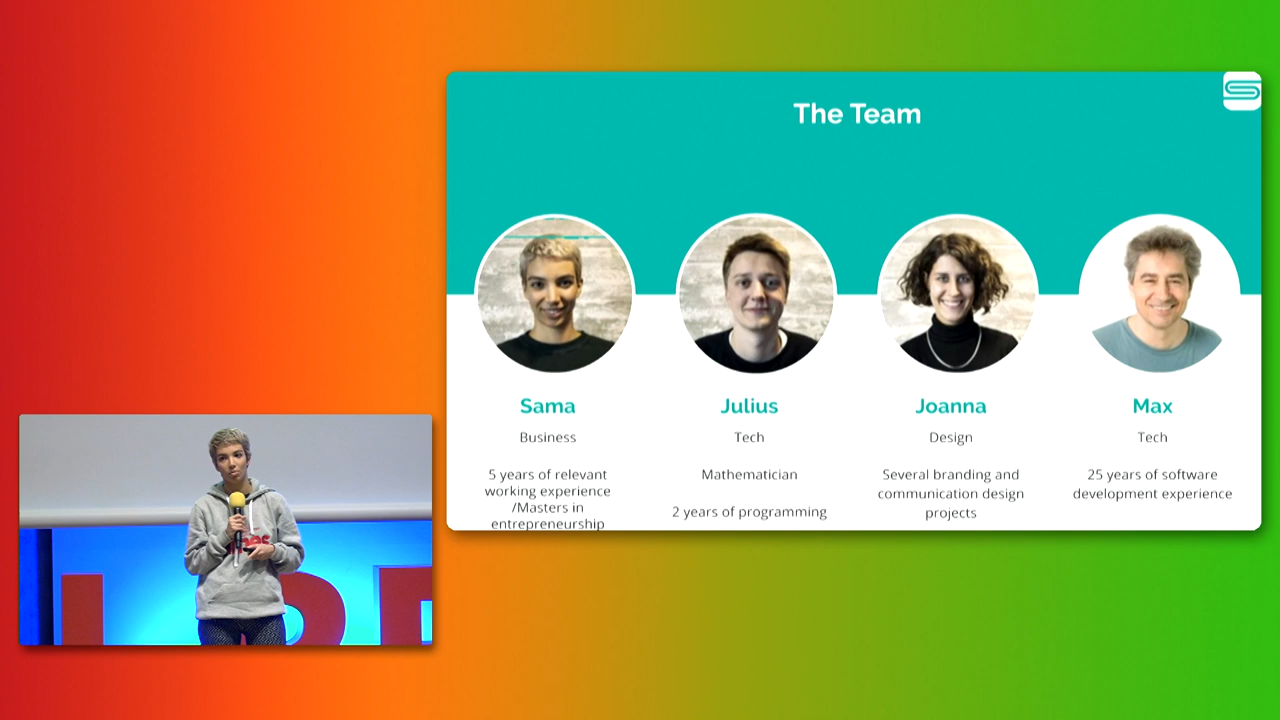 The Team
Sama
Business
5 years of relevant
working experience
/Masters in
entrepreneurship
Julius
Tech
Mathematician
2 years of programming
Joanna
Design
Several branding and
communication design
projects
Max
Tech
25 years of software
development experience